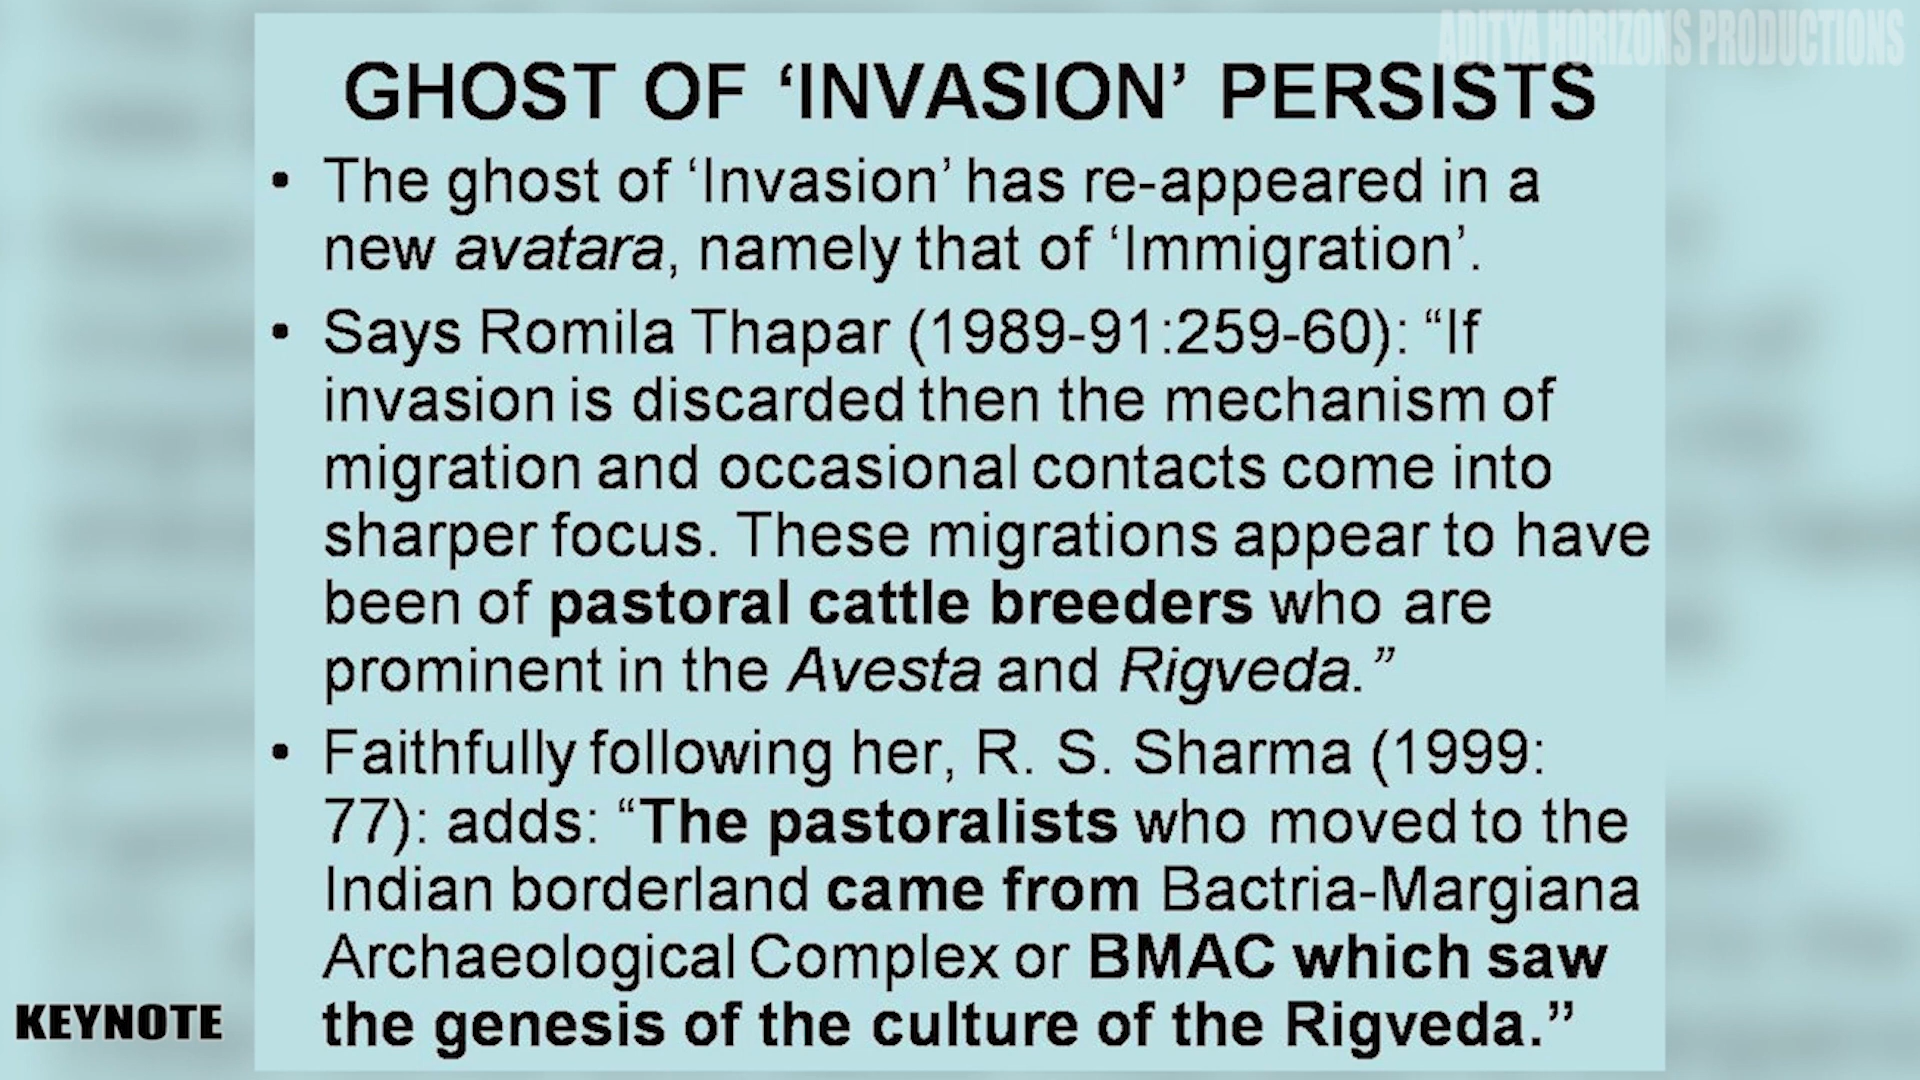 ADITYA HORIZONS PRODUCTIONS
GHOST OF ‘INVASION’ PERSISTS
• The ghost of ‘Invasion’ has re-appeared in a
new avatara, namely that of ‘Immigration’.
• Says Romila Thapar (1989-91:259-60): “If
invasion is discarded then the mechanism of
migration and occasional contacts come into
sharper focus. These migrations appear to have
been of pastoral cattle breeders who are
prominent in the Avesta and Rigveda.”
• Faithfully following her, R. S. Sharma (1999:
77): adds: “The pastoralists who moved to the
Indian borderland came from Bactria-Margiana
Archaeological Complex or BMAC which saw
the genesis of the culture of the Rigveda.”
KEYNOTE